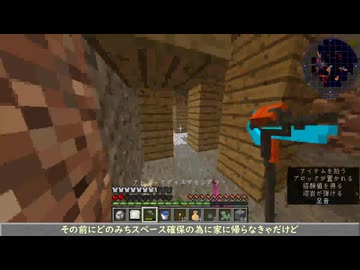 アイテムを拾う
ブロックが置かれる
経験値を得る
溶岩が弾ける
足音
その前にどのみちスペース確保の為に家に帰らなきゃだけど